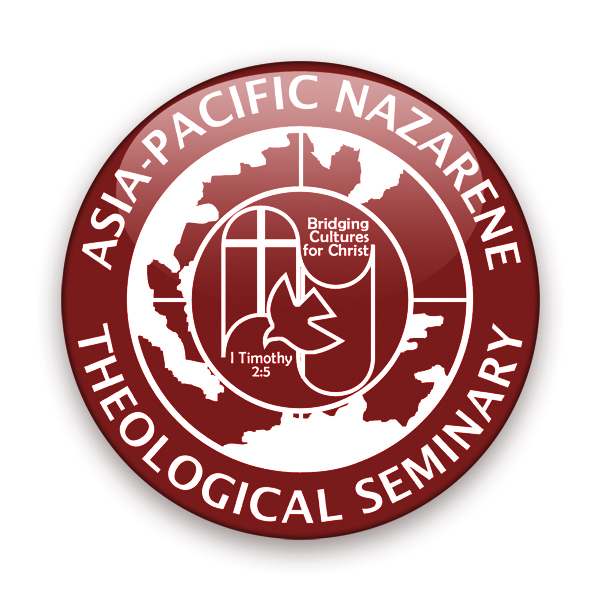 ASIA-PACIFIC NAZARENE
Bridging
Cultures
for Christ
I Timothy
2:5
THEOLOGICAL SEMINARY